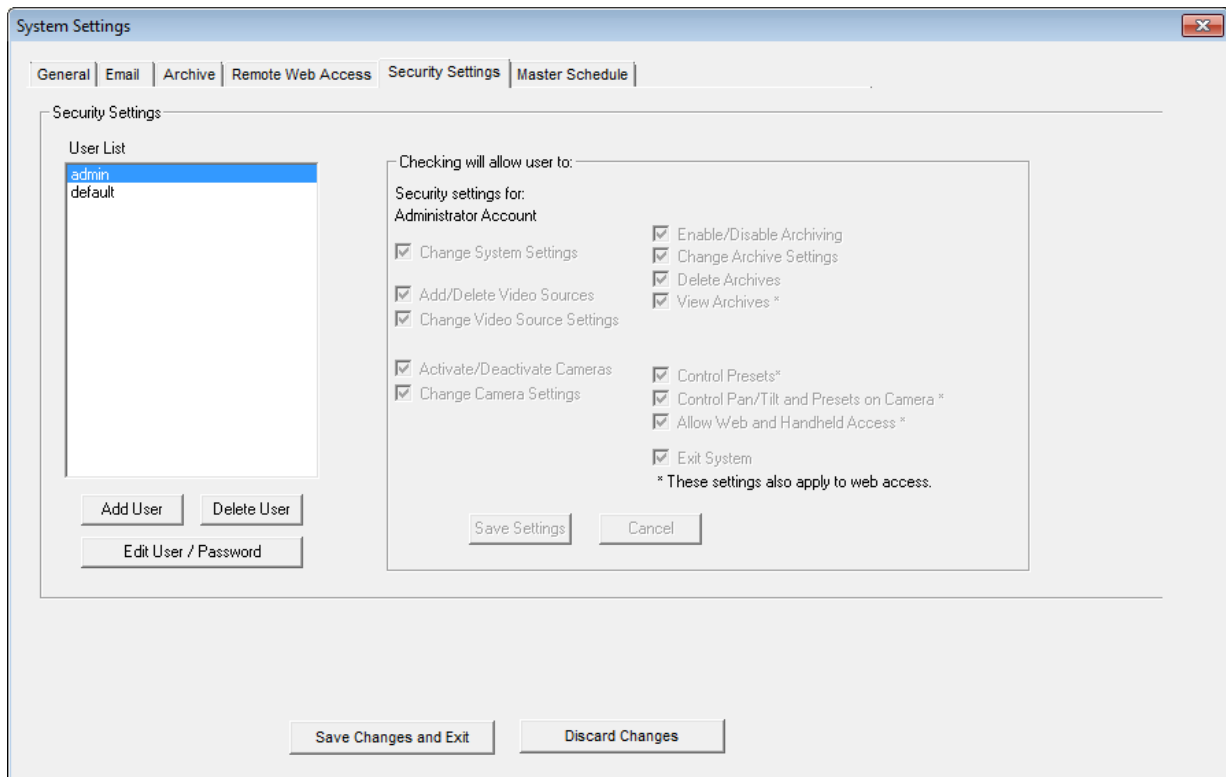 System Settings
General Email Archive Remote Web Access Security Settings Master Schedule
Security Settings
User List
admin
default
Add User Delete User
Edit User / Password
Checking will allow user to:
Security settings for:
Administrator Account
Change System Settings
Add/Delete Video Sources
Change Video Source Settings
Activate/Deactivate Cameras
Change Camera Settings
Enable/Disable Archiving
Change Archive Settings
Delete Archives
View Archives *
Control Presets*
Control Pan/Tilt and Presets on Camera *
Allow Web and Handheld Access *
Exit System
* These settings also apply to web access.
Save Settings Cancel
Save Changes and Exit Discard Changes